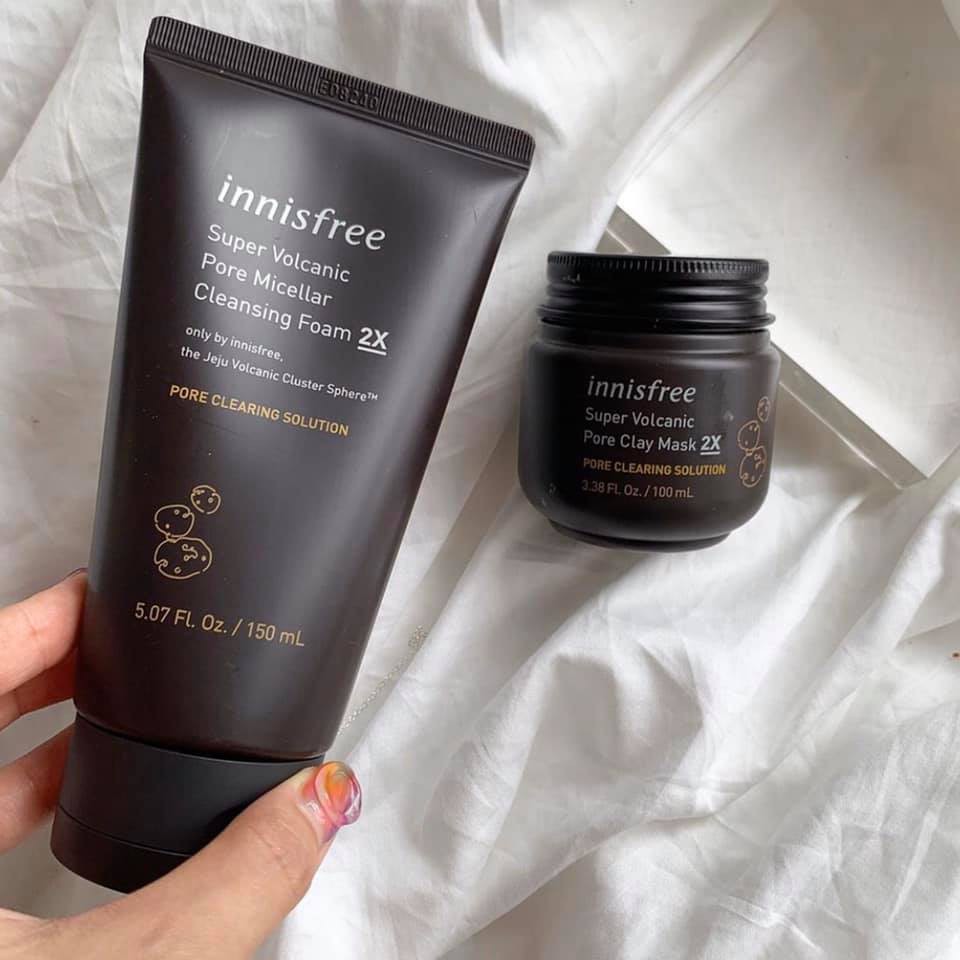 innisfree
Super Volcanic
Pore Micellar
Cleansing Foam 2X
only by innisfree,
the Jeju Volcanic Cluster Sphere™
PORE CLEARING SOLUTION
5.07 Fl. Oz. / 150 mL
innisfree
Super Volcanic
Pore Clay Mask 2X
PORE CLEARING SOLUTION
3.38 Fl. Oz. / 100 mL